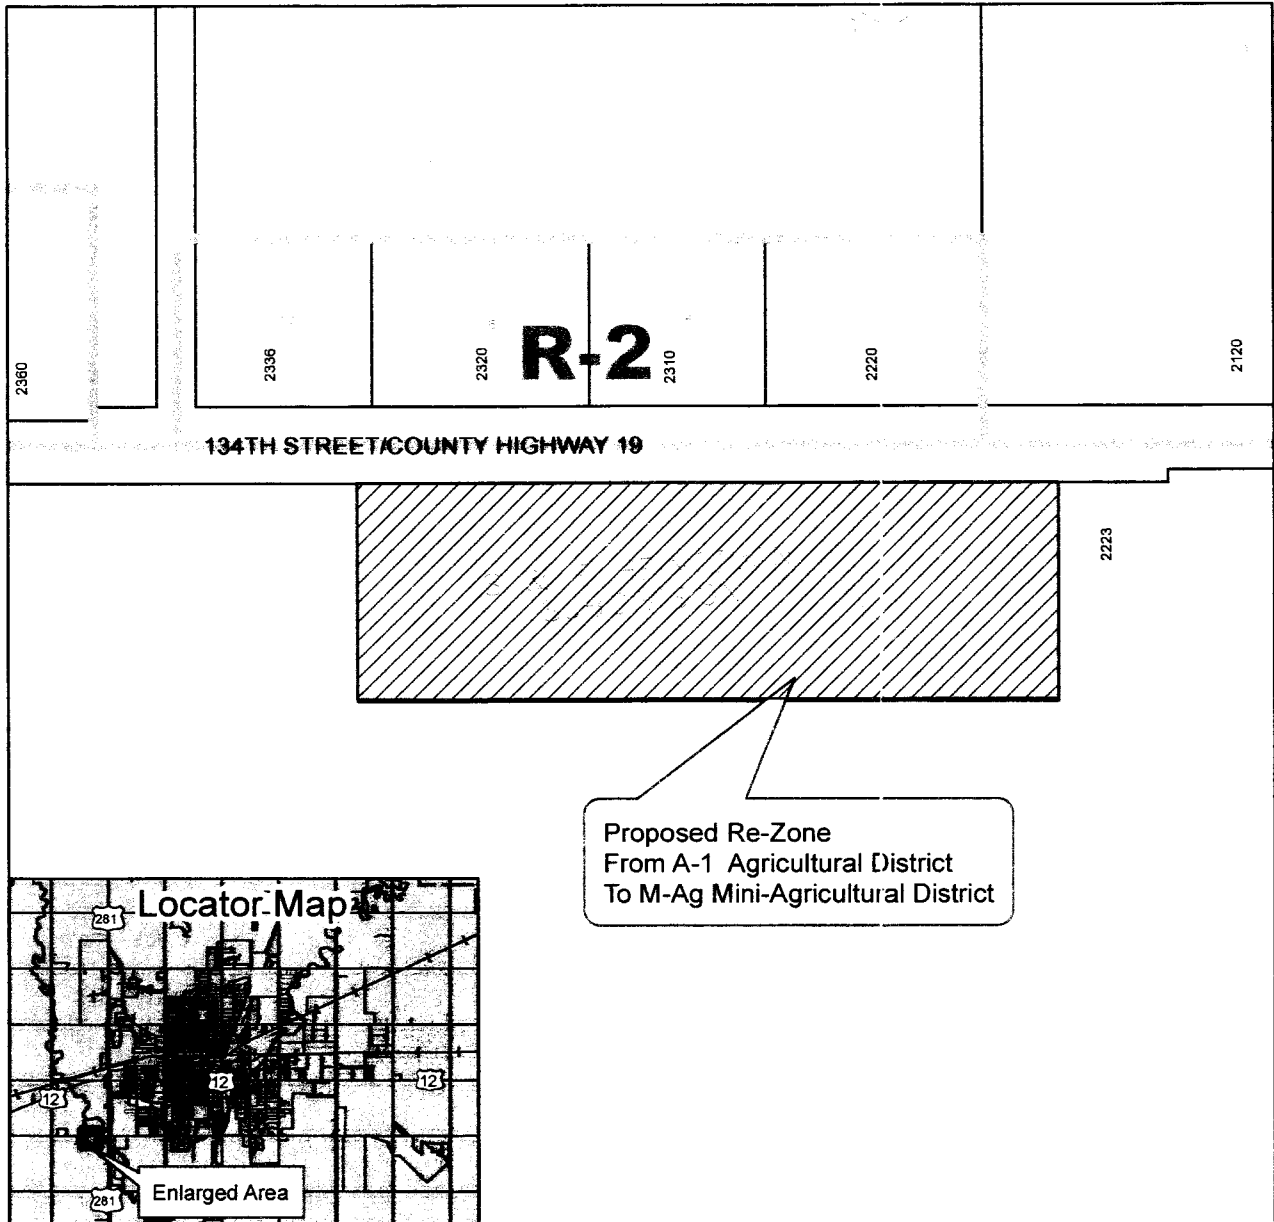 2360
2336
2320
R-2
2310
2220
2120
134TH STREET/COUNTY HIGHWAY 19
2223
Proposed Re-Zone
From A-1 Agricultural District
To M-Ag Mini-Agricultural District
Locator Map
281
12
12
12
281
Enlarged Area